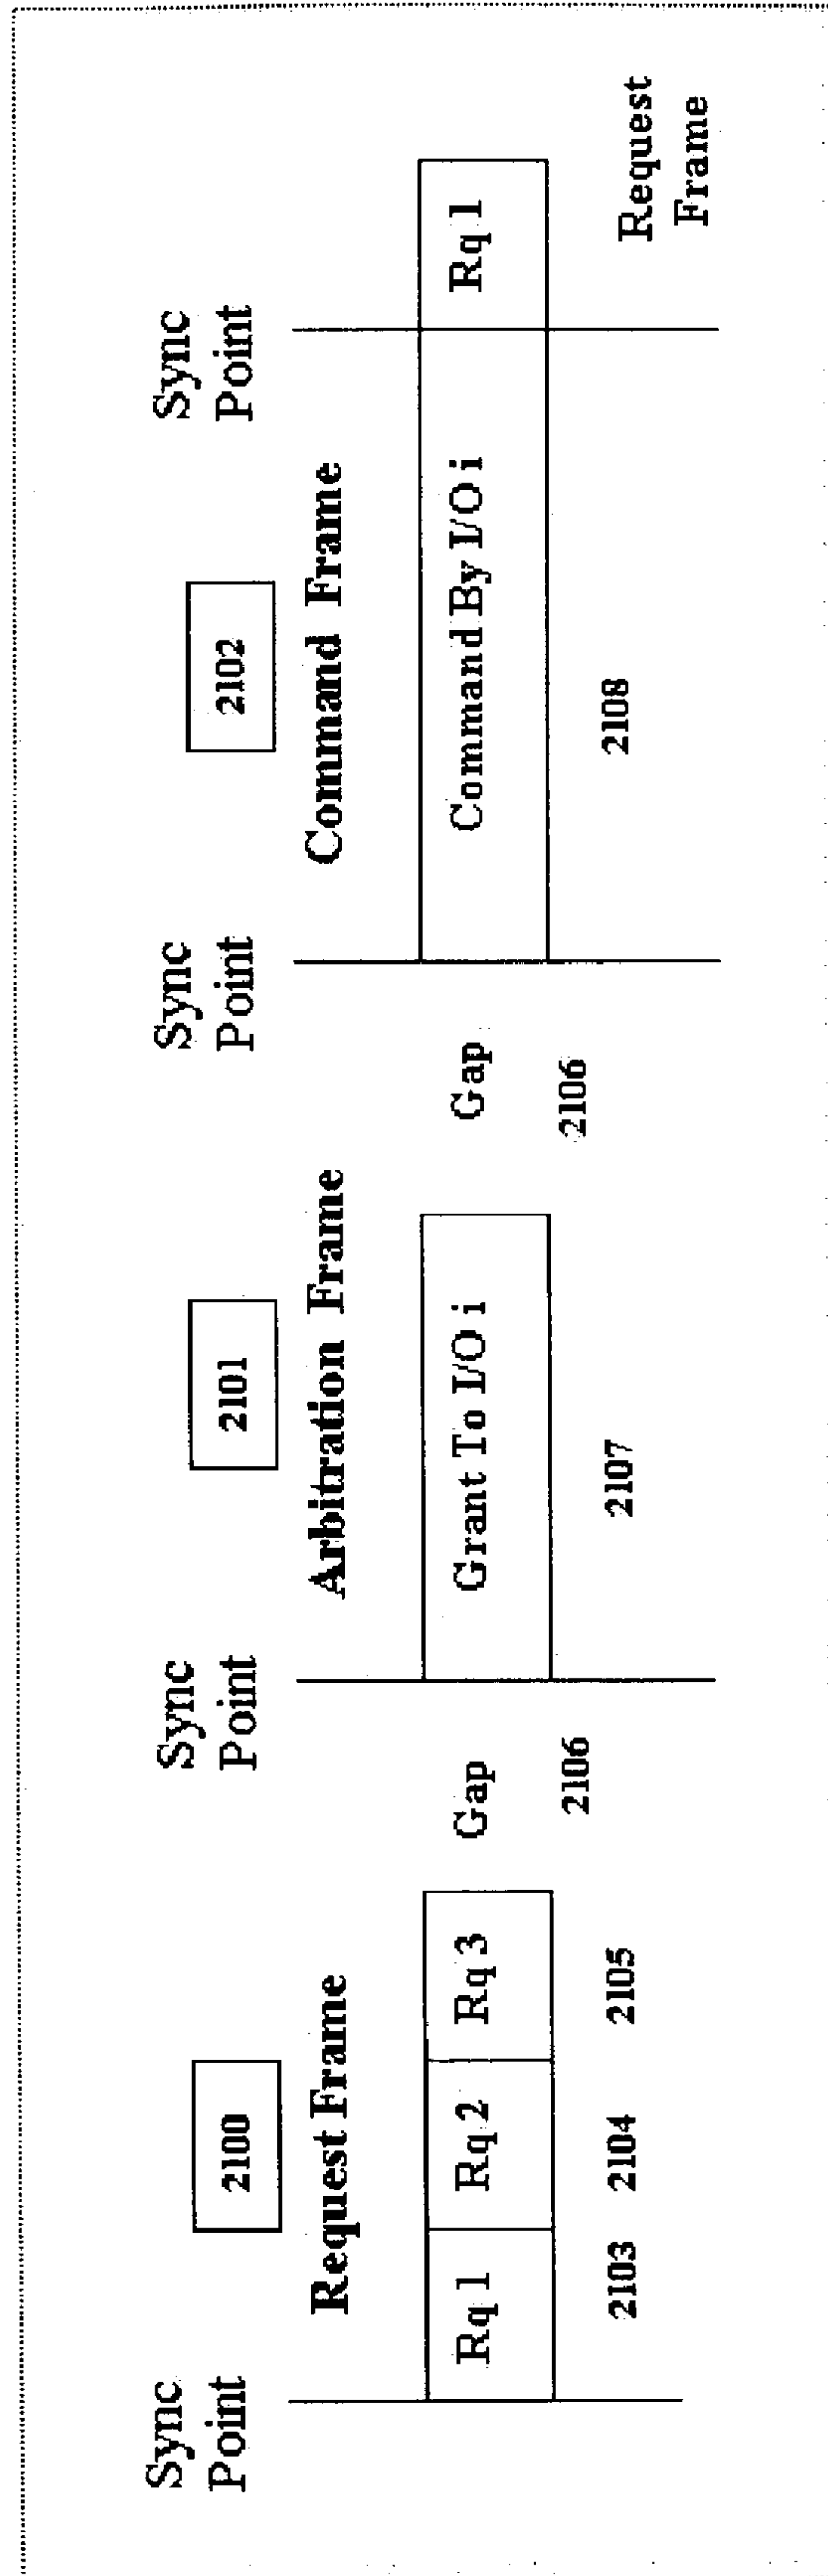 Sync
Point
2100
Request Frame
Rq 1
Rq 2
Rq 3
2103
2104
2105
Gap
2106
Sync
Point
2101
Arbitration Frame
Grant To I/O i
2107
Gap
2106
Sync
Point
2102
Command Frame
Command By I/O i
2108
Sync
Point
Rq 1
Request
Frame